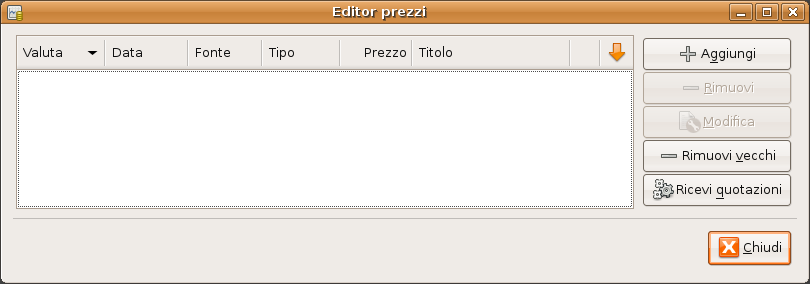 Editor prezzi
Valuta Data Fonte Tipo Prezzo Titolo
Aggiungi
Rimuovi
Modifica
Rimuovi vecchi
Ricevi quotazioni
Chiudi